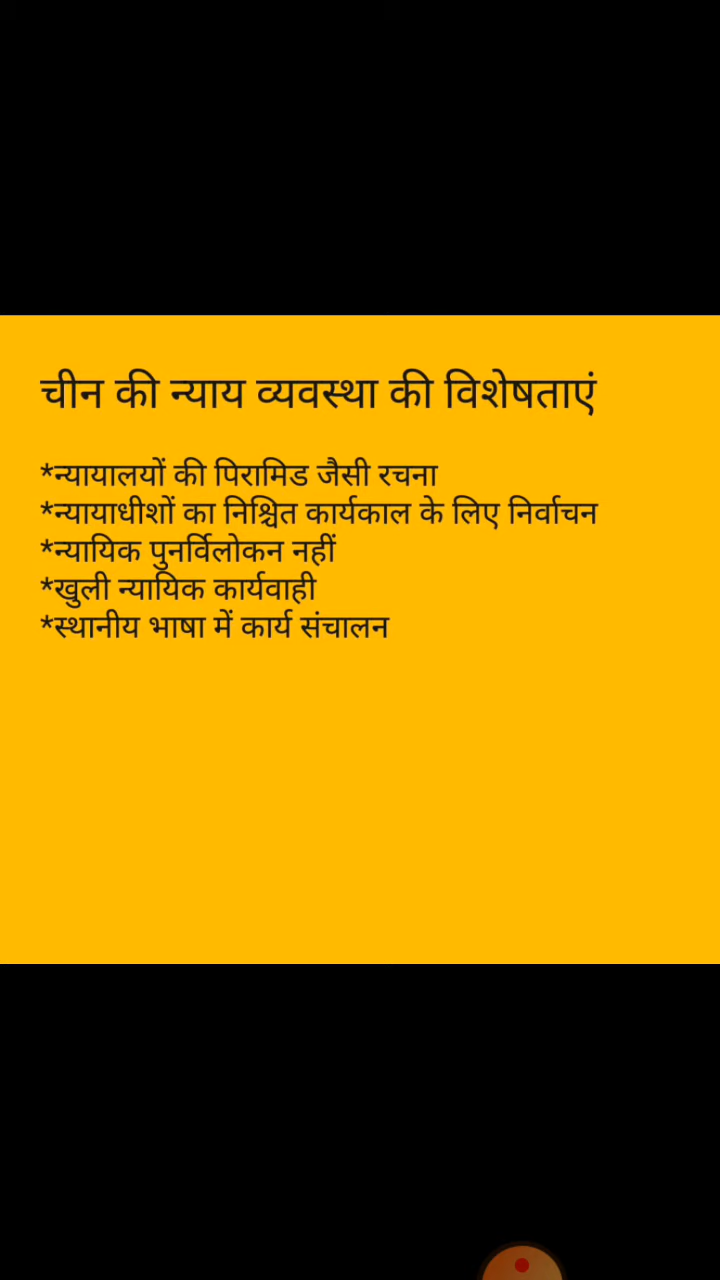 चीन की न्याय व्यवस्था की विशेषताएं
*न्यायालयों की पिरामिड जैसी रचना
*न्यायाधीशों का निश्चित कार्यकाल के लिए निर्वाचन
*न्यायिक पुनर्विलोकन नहीं
*खुली न्यायिक कार्यवाही
*स्थानीय भाषा में कार्य संचालन